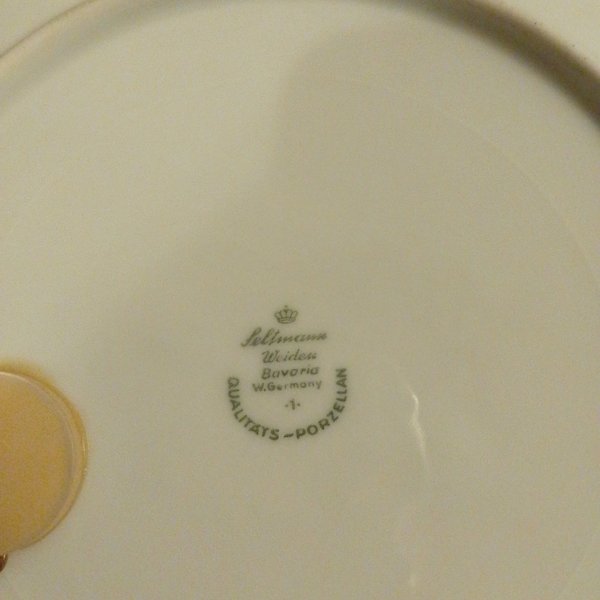 Seltmann
Weiden
Bavaria
W.Germany
·1·
QUALITÄTS-PORZELLAN